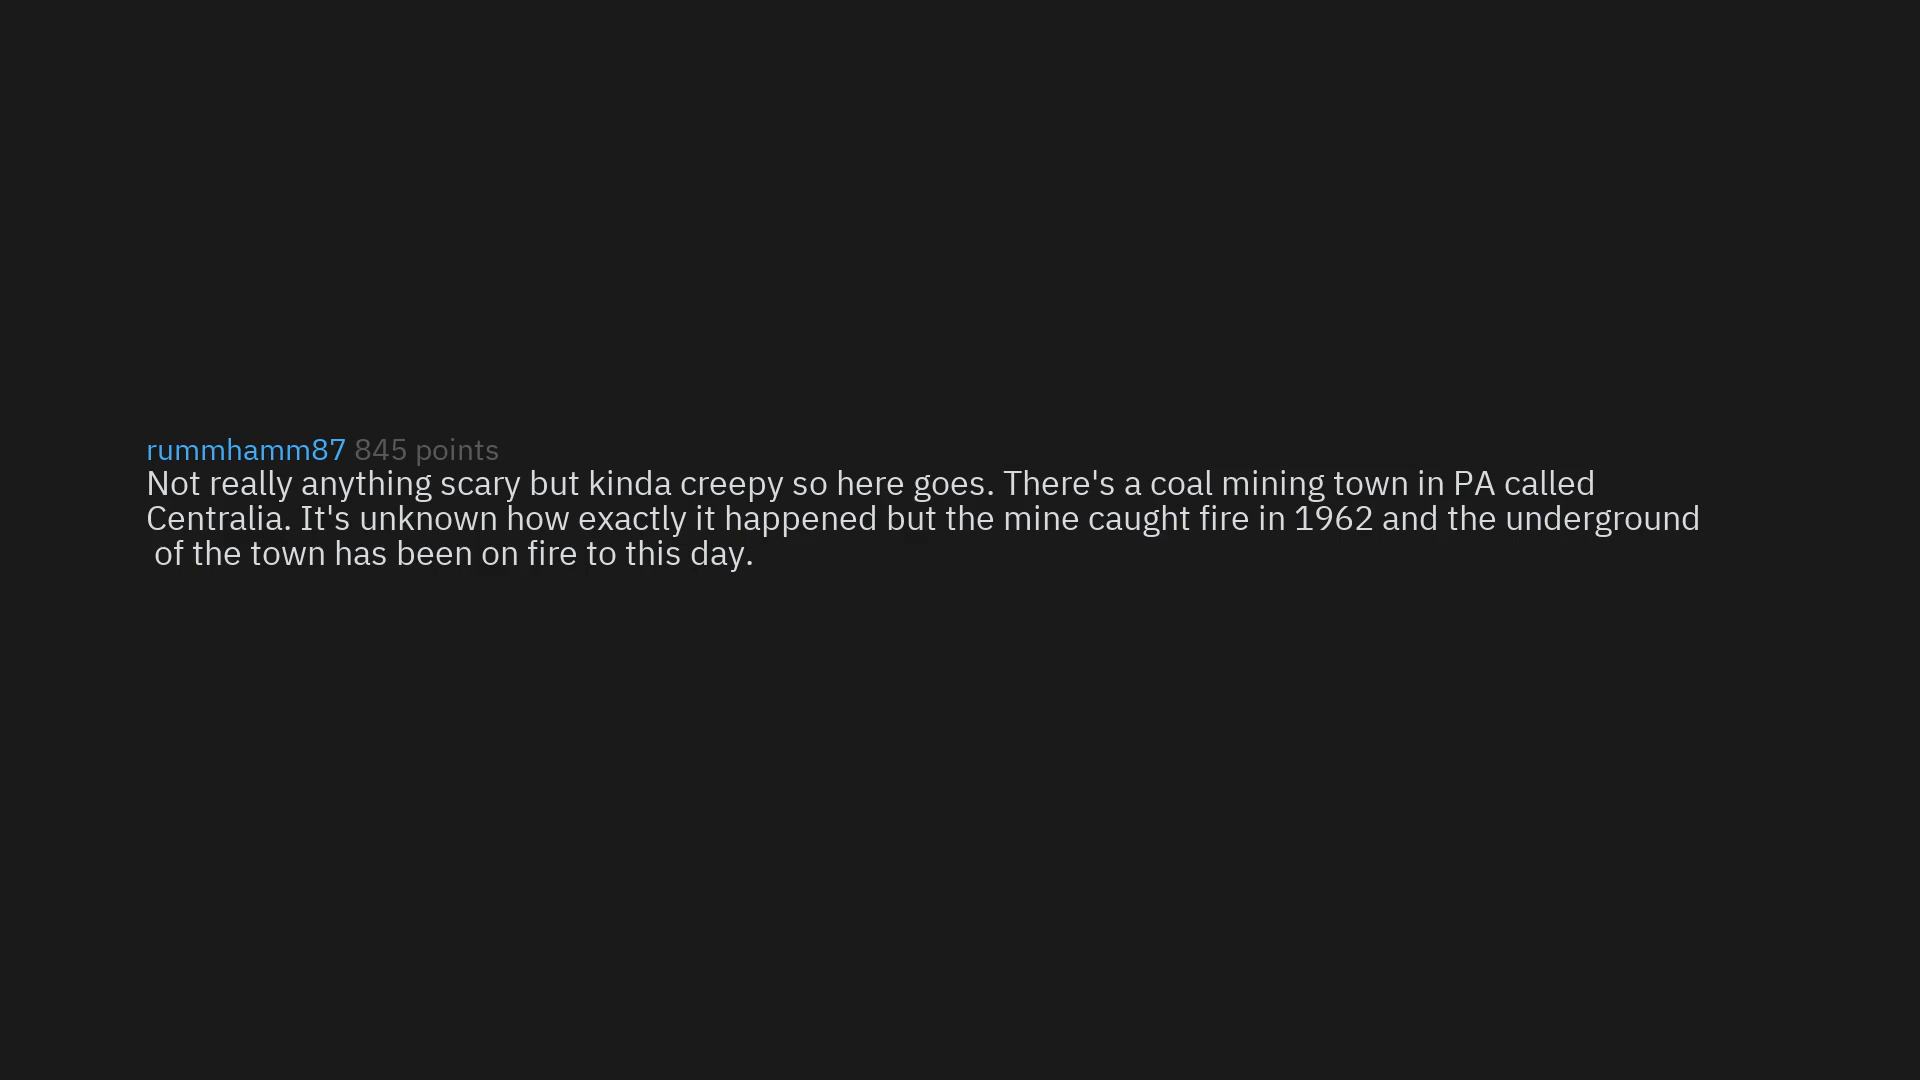 rummhamm87 845 points
Not really anything scary but kinda creepy so here goes. There's a coal mining town in PA called
Centralia. It's unknown how exactly it happened but the mine caught fire in 1962 and the underground
of the town has been on fire to this day.